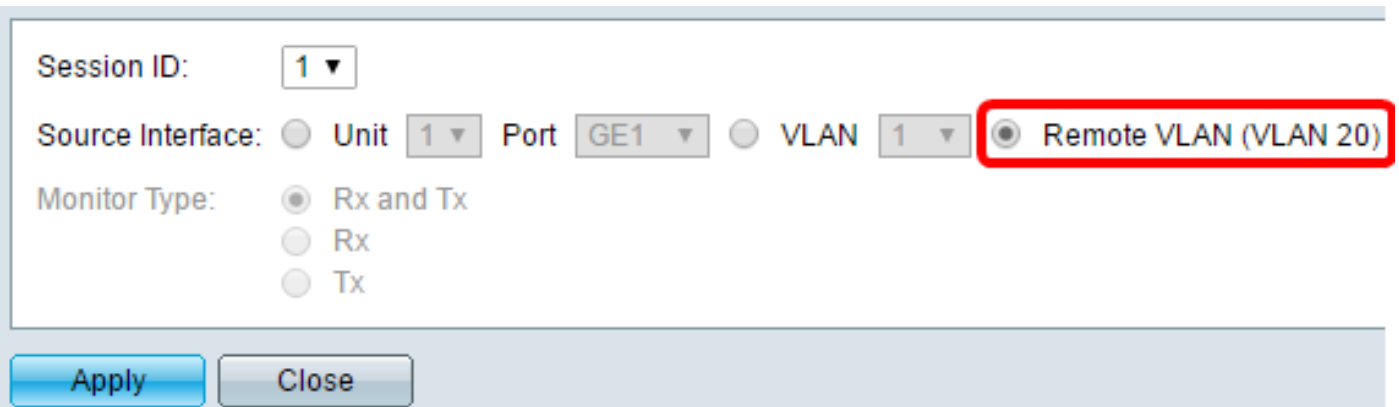 Session ID: 1
Source Interface: Unit 1 Port GE1 VLAN 1 Remote VLAN (VLAN 20)
Monitor Type: Rx and Tx
Rx
Tx
Apply Close